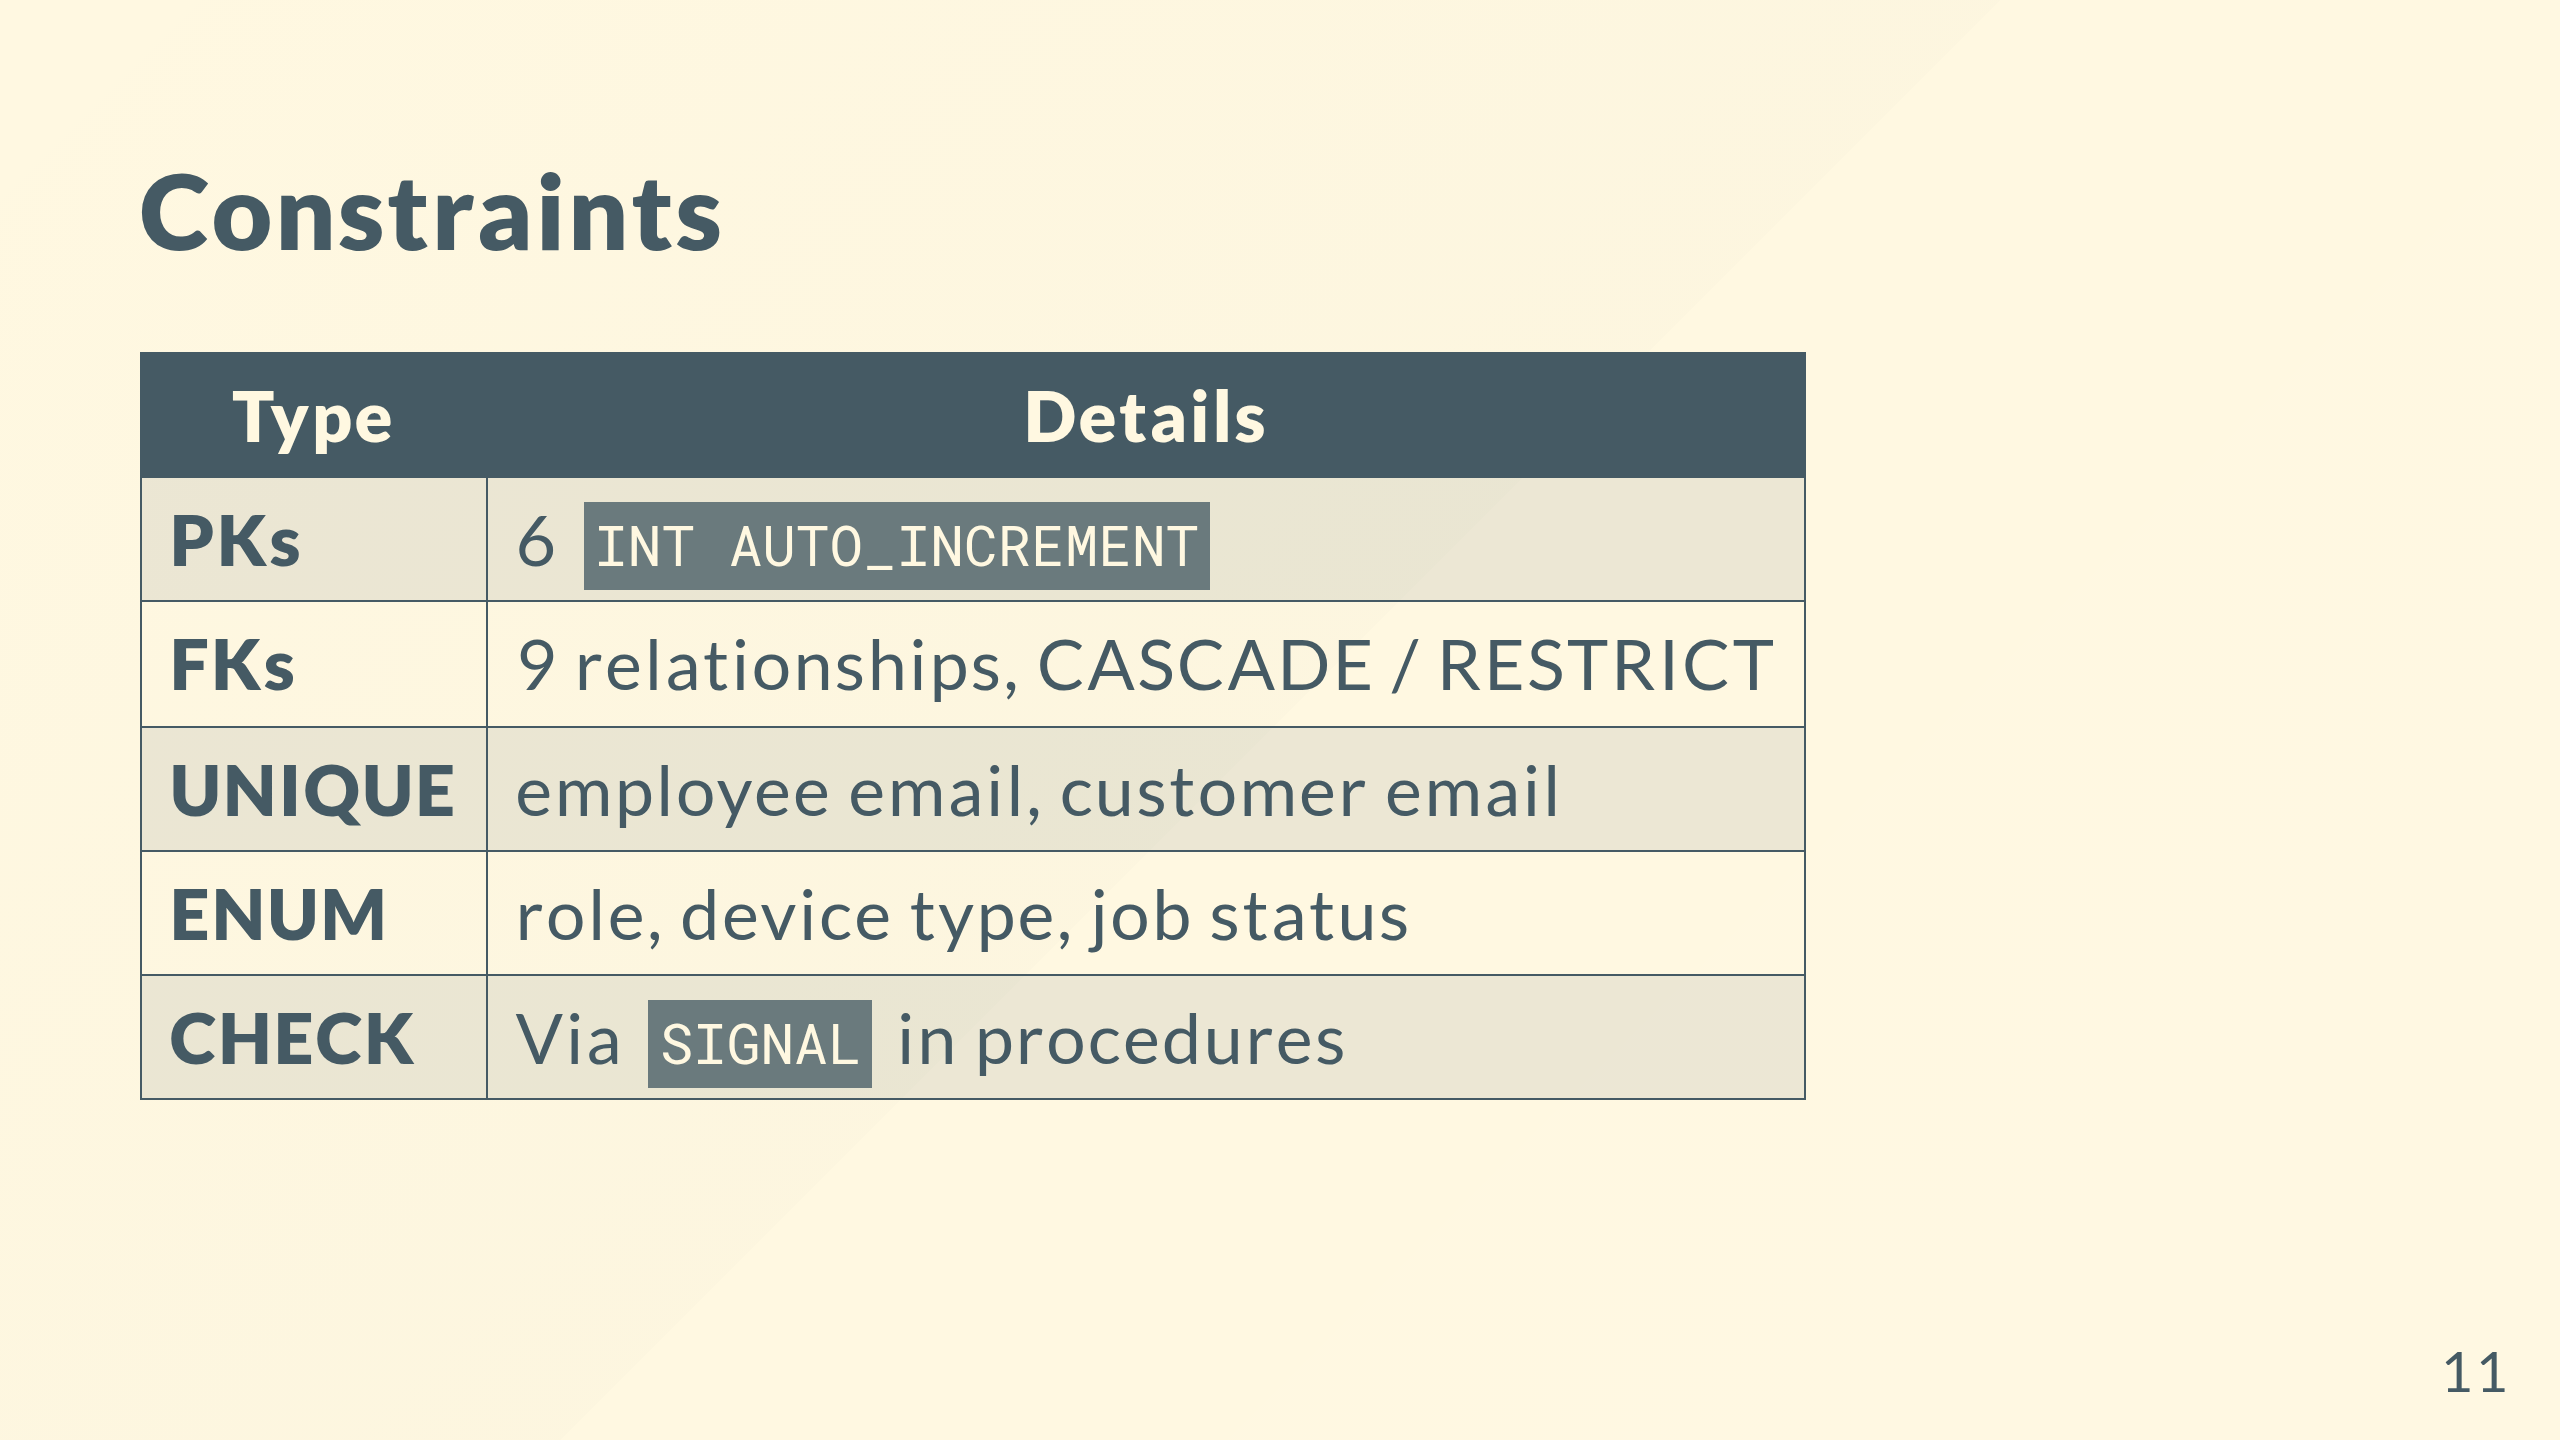 Constraints
Type Details
PKs 6 INT AUTO_INCREMENT
FKs 9 relationships, CASCADE / RESTRICT
UNIQUE employee email, customer email
ENUM role, device type, job status
CHECK Via SIGNAL in procedures
11